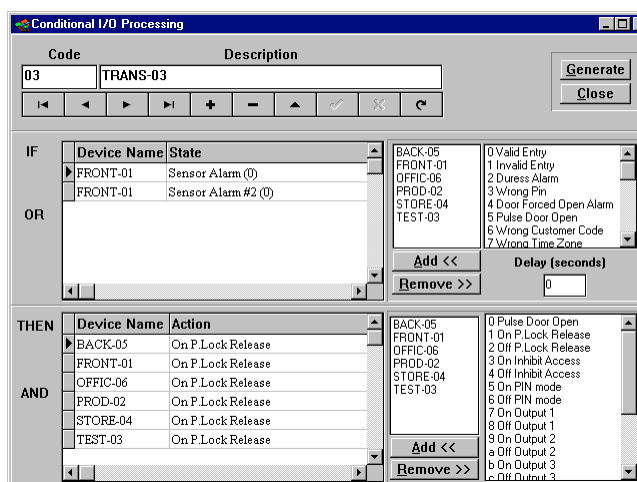 Conditional I/O Processing
Code
Description
03
TRANS-03
Generate
Close
IF
OR
Device Name State
FRONT-01 Sensor Alarm (0)
FRONT-01 Sensor Alarm #2 (0)
BACK-05
FRONT-01
OFFIC-06
PROD-02
STORE-04
TEST-03
0 Valid Entry
1 Invalid Entry
2 Duress Alarm
3 Wrong Pin
4 Door Forced Open Alarm
5 Pulse Door Open
6 Wrong Customer Code
7 Wrong Time Zone
Add <<
Remove >>
Delay (seconds)
0
THEN
AND
Device Name Action
BACK-05 On P.Lock Release
FRONT-01 On P.Lock Release
OFFIC-06 On P.Lock Release
PROD-02 On P.Lock Release
STORE-04 On P.Lock Release
TEST-03 On P.Lock Release
BACK-05
FRONT-01
OFFIC-06
PROD-02
STORE-04
TEST-03
0 Pulse Door Open
1 On P.Lock Release
2 Off P.Lock Release
3 On Inhibit Access
4 Off Inhibit Access
5 On PIN mode
6 Off PIN mode
7 On Output 1
8 Off Output 1
9 On Output 2
a Off Output 2
b On Output 3
c Off Output 3
Add <<
Remove >>